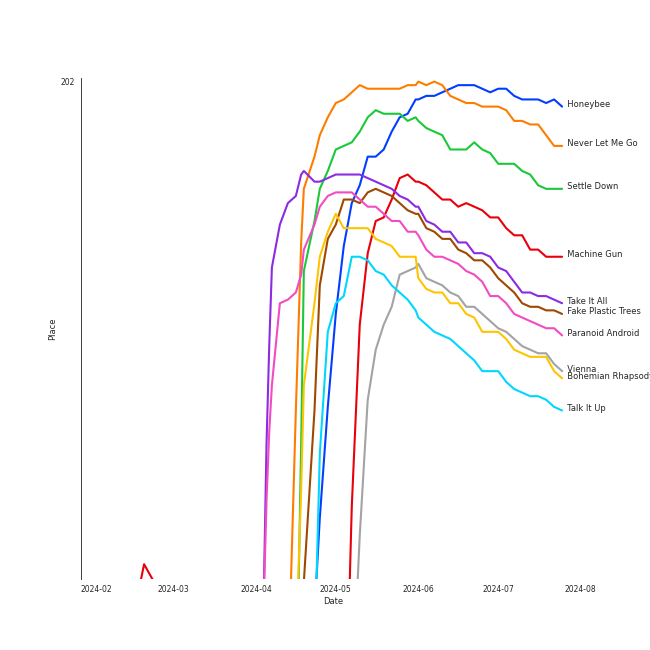 202
Honeybee
Never Let Me Go
Settle Down
Machine Gun
Take It All
Fake Plastic Trees
Place
Paranoid Android
Vienna
Bohemian Rhapsod
Talk It Up
2024-02 2024-03 2024-04 2024-05 2024-06 2024-07 2024-08
Date